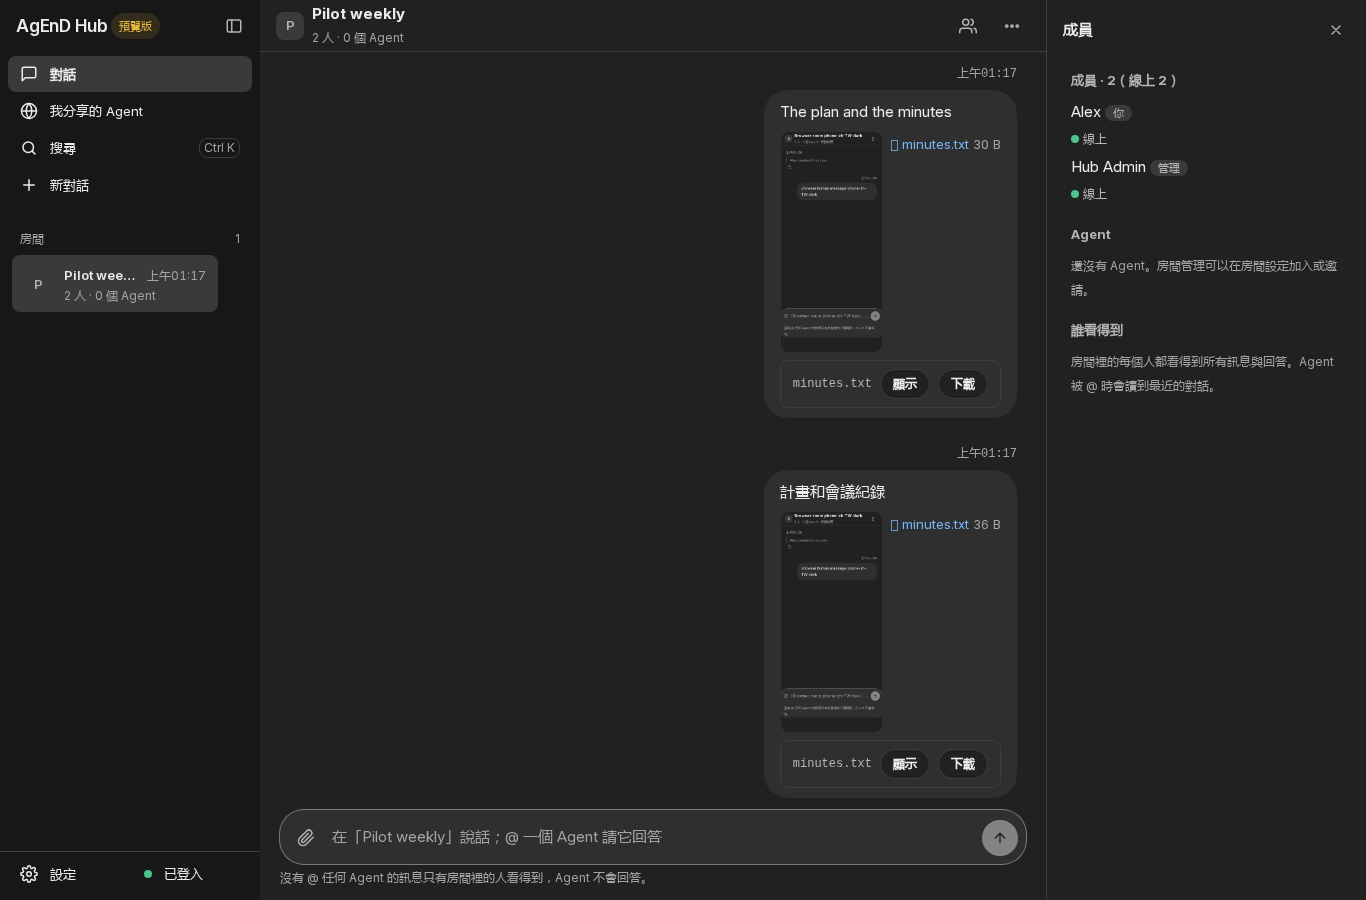 AgEnD Hub 預覽版
對話
我分享的 Agent
搜尋 Ctrl K
新對話
房間 1
P Pilot wee... 上午01:17
2 人 · 0 個 Agent
設定 已登入
P Pilot weekly
2 人 · 0 個 Agent
上午01:17
The plan and the minutes
minutes.txt 30 B
minutes.txt 顯示 下載
上午01:17
計畫和會議紀錄
minutes.txt 36 B
minutes.txt 顯示 下載
在「Pilot weekly」說話；@ 一個 Agent 請它回答
沒有 @ 任何 Agent 的訊息只有房間裡的人看得到，Agent 不會回答。
成員
成員 · 2（線上 2）
Alex 你
線上
Hub Admin 管理
線上
Agent
還沒有 Agent。房間管理可以在房間設定加入或邀
請。
誰看得到
房間裡的每個人都看得到所有訊息與回答。Agent
被 @ 時會讀到最近的對話。